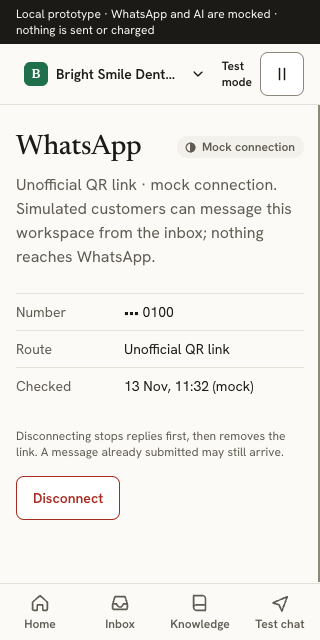 Local prototype · WhatsApp and AI are mocked ·
nothing is sent or charged
B Bright Smile Dent... Test
mode
WhatsApp
Mock connection
Unofficial QR link · mock connection.
Simulated customers can message this
workspace from the inbox; nothing
reaches WhatsApp.
Number ••• 0100
Route Unofficial QR link
Checked 13 Nov, 11:32 (mock)
Disconnecting stops replies first, then removes the
link. A message already submitted may still arrive.
Disconnect
Home Inbox Knowledge Test chat